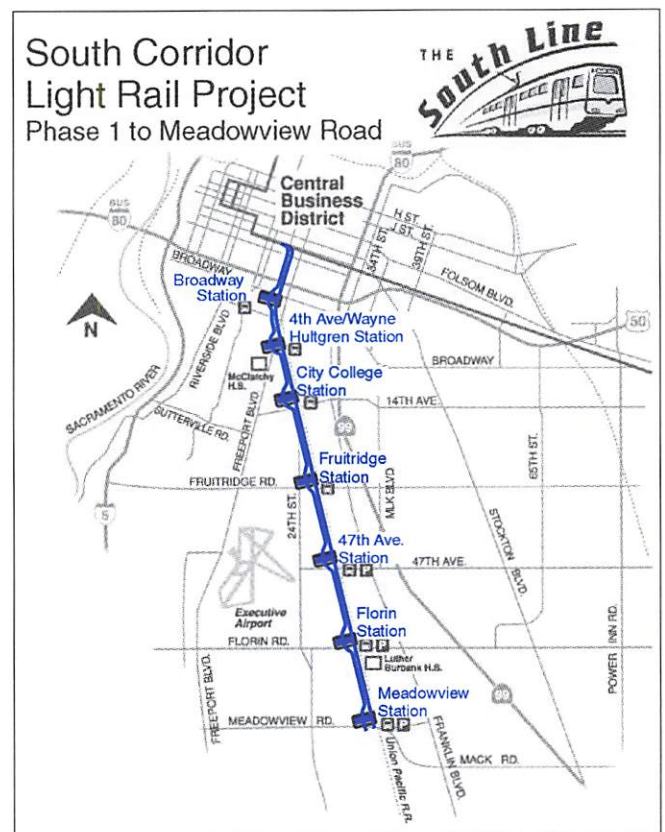 South Corridor
Light Rail Project
Phase 1 to Meadowview Road
THE
South Line
BUS
80
Central
Business
District
BUS
80
H ST.
J ST.
34TH ST.
39TH ST.
BROADWAY
FOLSOM BLVD.
Broadway
Station
N
4th Ave/Wayne
Hultgren Station
50
RIVERSIDE BLVD
McClatchy
H.S.
BROADWAY
City College
Station
SACRAMENTO RIVER
SUTTERVILLE RD.
FREEPORT BLVD
14TH AVE
99
65TH ST.
Fruitridge
Station
FRUITRIDGE RD.
MLK BLVD
5
24TH ST.
STOCKTON BLVD.
47th Ave.
Station
47TH AVE.
Executive
Airport
Florin
Station
FLORIN RD.
P
Luther
Burbank H.S.
POWER INN RD.
FREEPORT BLVD.
99
Meadowview
Station
MEADOWVIEW RD.
P
FRANKLIN BLVD.
Union Pacific R.R.
MACK RD.
P